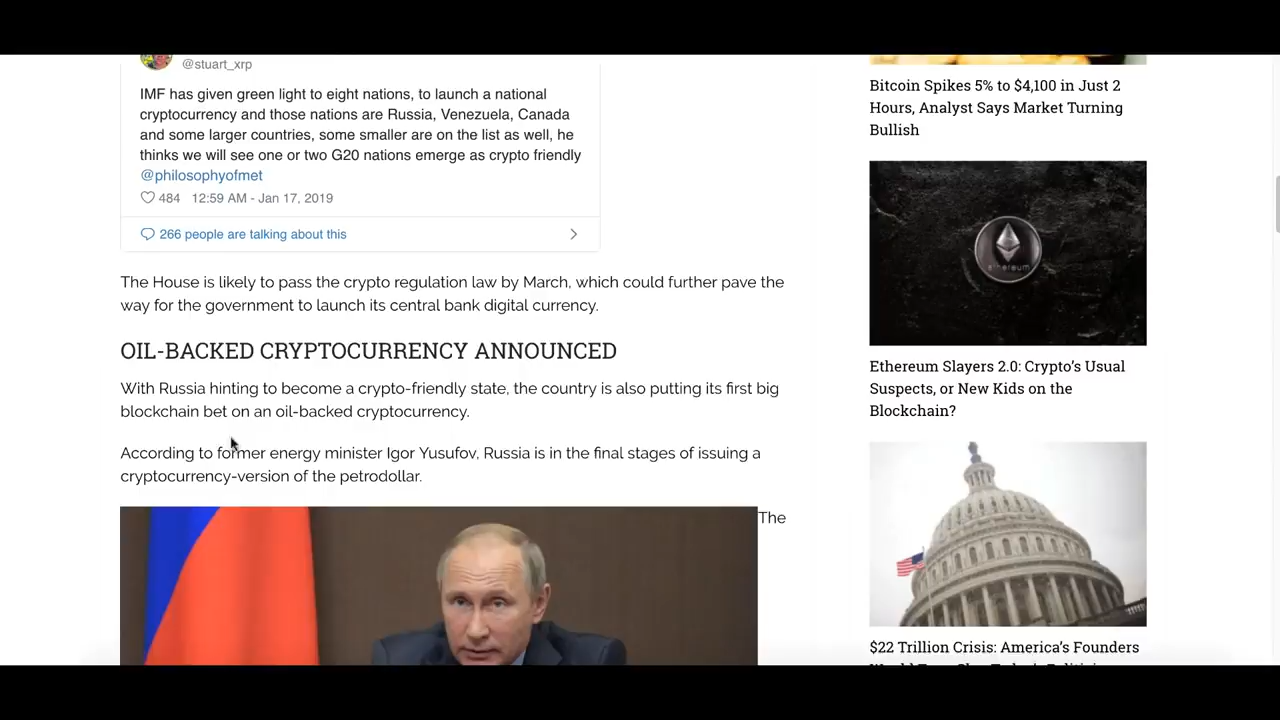 @stuart_xrp
IMF has given green light to eight nations, to launch a national
cryptocurrency and those nations are Russia, Venezuela, Canada
and some larger countries, some smaller are on the list as well, he
thinks we will see one or two G20 nations emerge as crypto friendly
@philosophyofmet
484 12:59 AM - Jan 17, 2019
266 people are talking about this
The House is likely to pass the crypto regulation law by March, which could further pave the
way for the government to launch its central bank digital currency.
OIL-BACKED CRYPTOCURRENCY ANNOUNCED
With Russia hinting to become a crypto-friendly state, the country is also putting its first big
blockchain bet on an oil-backed cryptocurrency.
According to former energy minister Igor Yusufov, Russia is in the final stages of issuing a
cryptocurrency-version of the petrodollar.
The
Bitcoin Spikes 5% to $4,100 in Just 2
Hours, Analyst Says Market Turning
Bullish
ethereum
Ethereum Slayers 2.0: Crypto's Usual
Suspects, or New Kids on the
Blockchain?
$22 Trillion Crisis: America's Founders